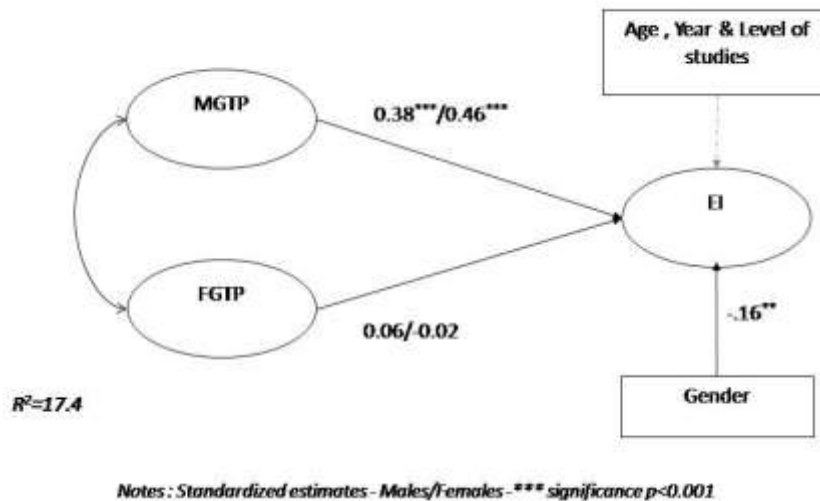 Age , Year & Level of
studies
MGTP
0.38***/0.46***
EI
FGTP
0.06/-0.02
-.16**
R²=17.4
Gender
Notes : Standardized estimates - Males/Females - *** significance p<0.001